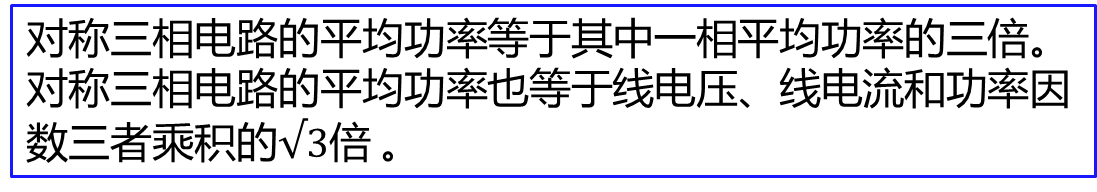 对称三相电路的平均功率等于其中一相平均功率的三倍。
对称三相电路的平均功率也等于线电压、线电流和功率因
数三者乘积的√3倍 。